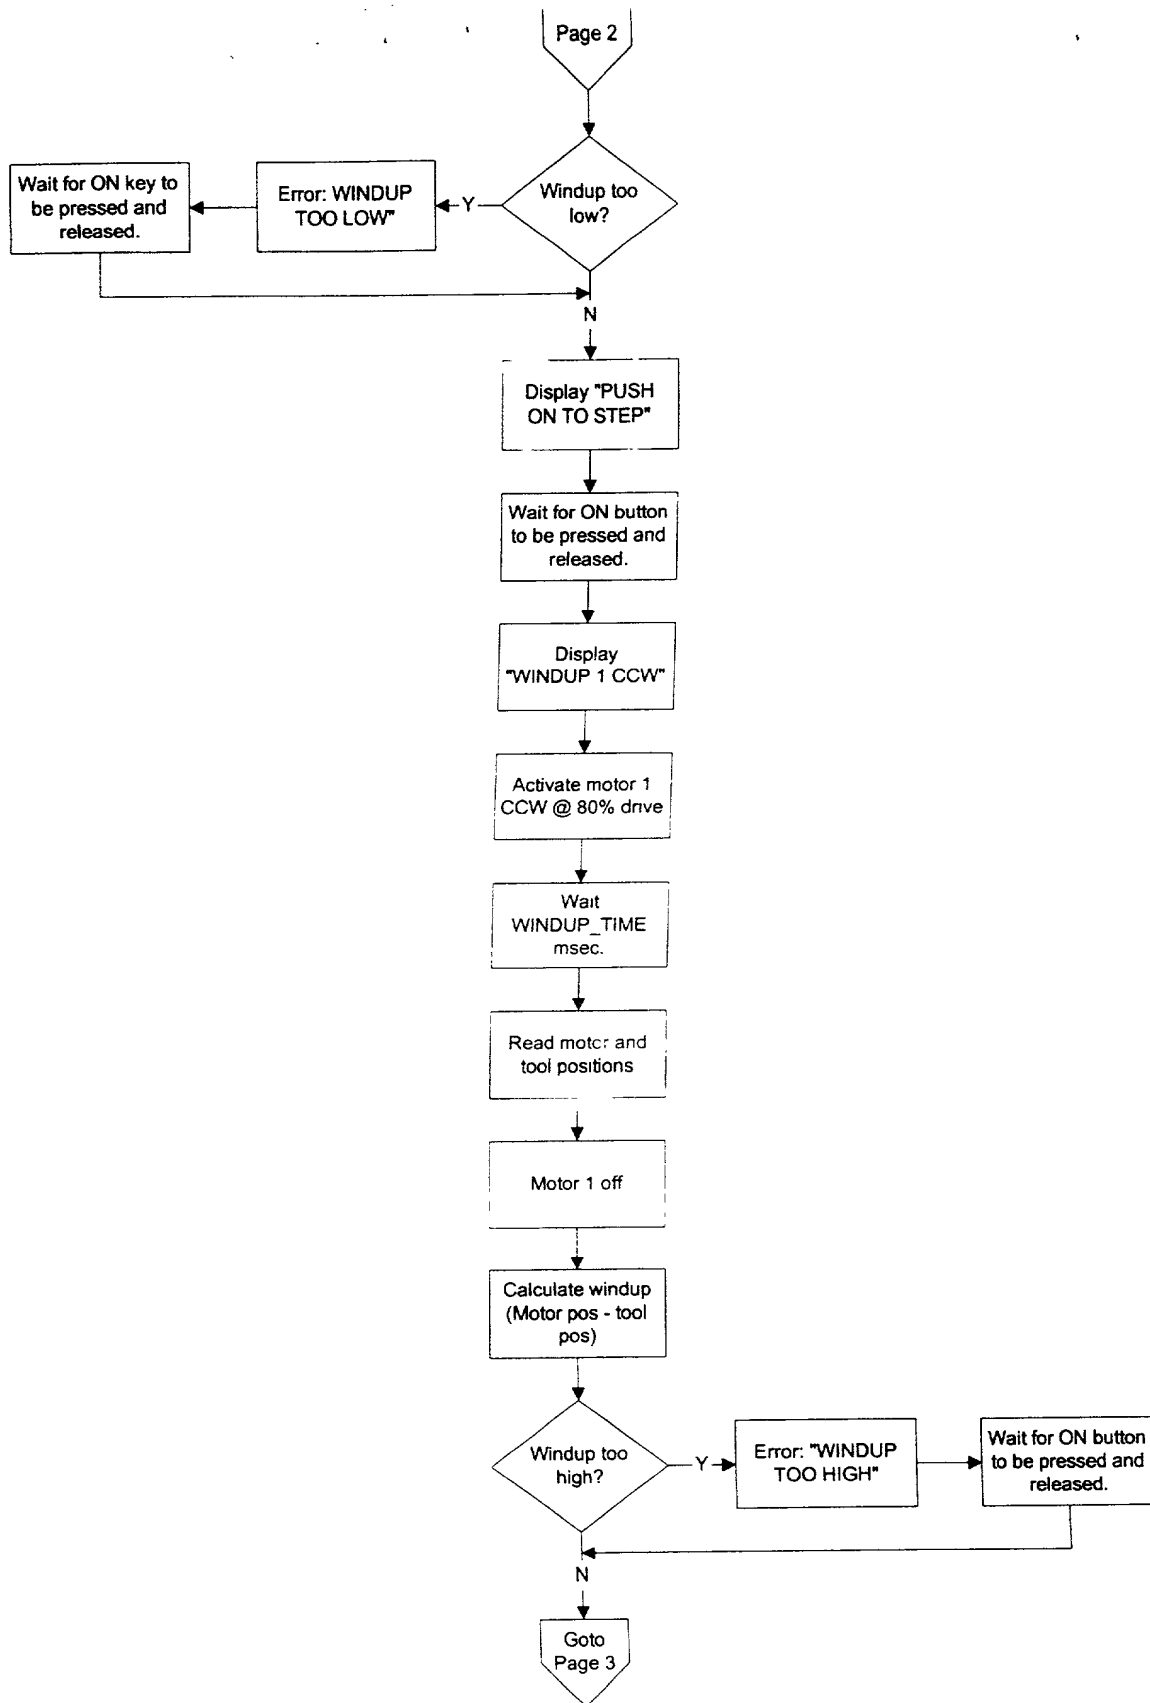 Page 2
Windup too
low?
Y
Error: WINDUP
TOO LOW"
Wait for ON key to
be pressed and
released.
N
Display "PUSH
ON TO STEP"
Wait for ON button
to be pressed and
released.
Display
"WINDUP 1 CCW"
Activate motor 1
CCW @ 80% drive
Wait
WINDUP_TIME
msec.
Read motor and
tool positions
Motor 1 off
Calculate windup
(Motor pos - tool
pos)
Windup too
high?
Y
Error: "WINDUP
TOO HIGH"
Wait for ON button
to be pressed and
released.
N
Goto
Page 3